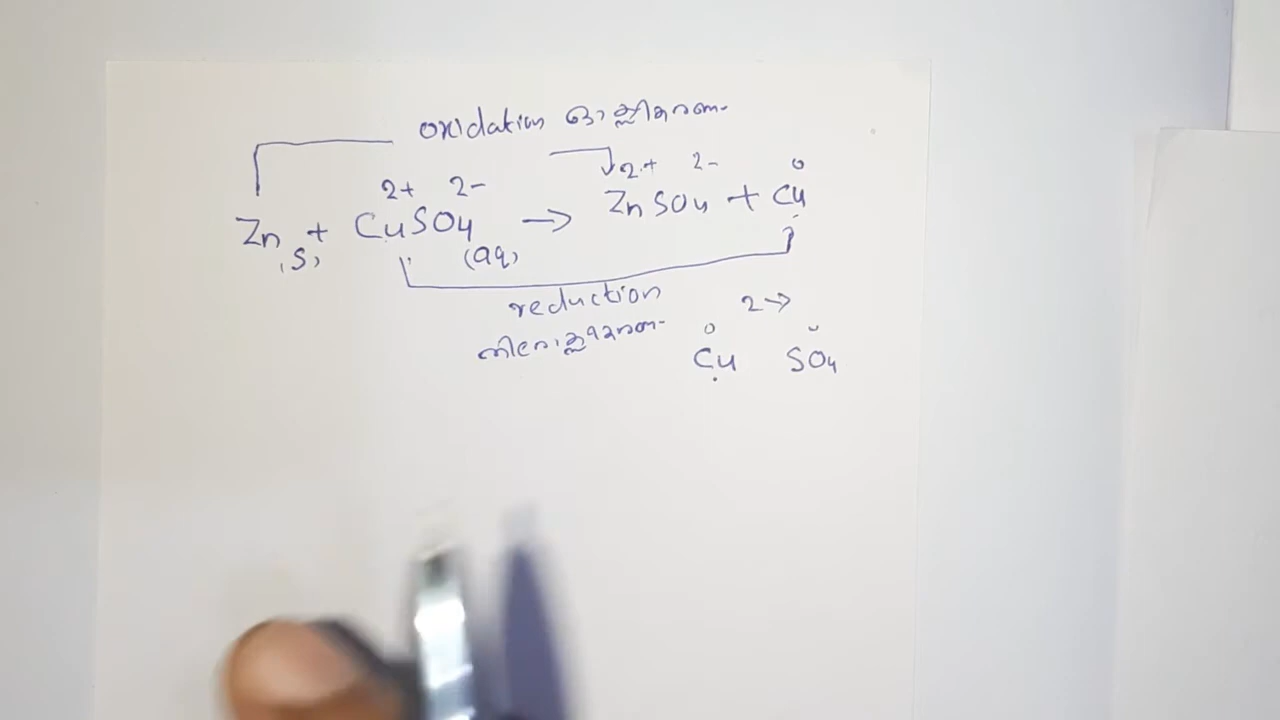 oxidation ഓക്സീകരണം
2+ 2- 2+ 2- 0
Zn + CuSO4 → ZnSO4 + Cu
(s) (aq)
reduction
നിരോക്സീകരണം
2→
0
Cu SO4